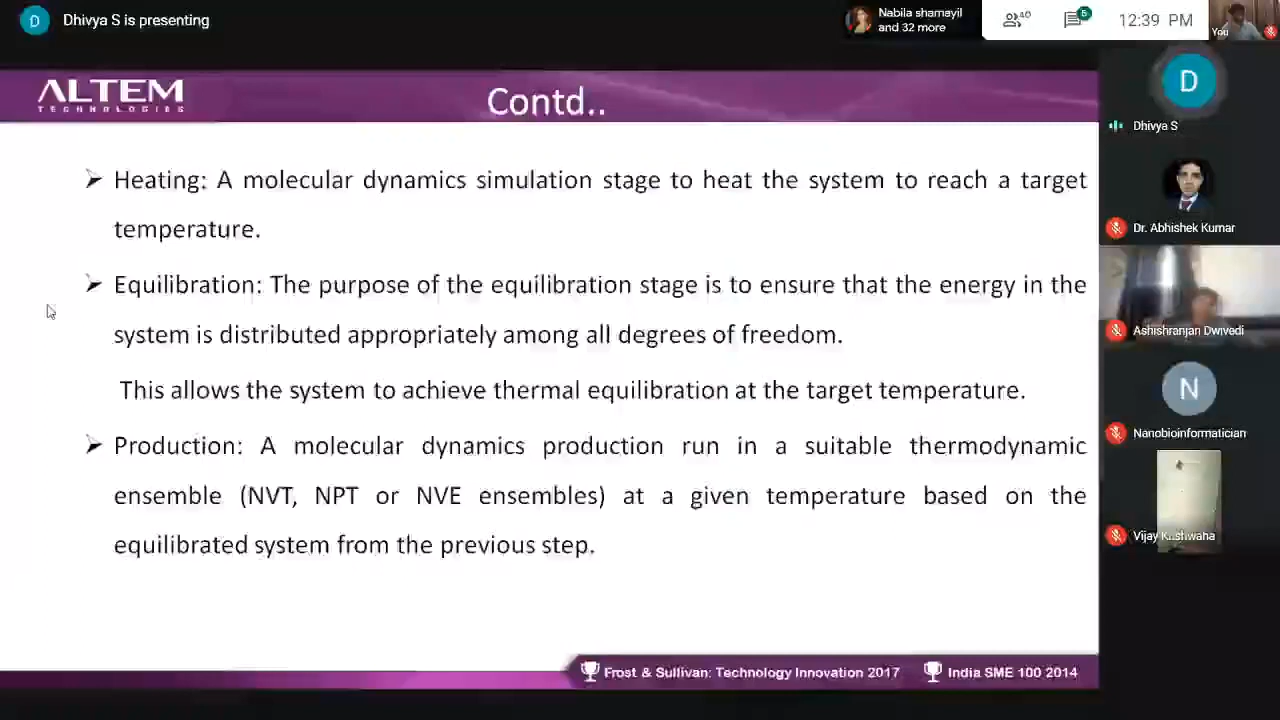 D
Dhivya S is presenting
Nabila shamayil
and 32 more
40
5
12:39 PM
You
ALTEM
TECHNOLOGIES
Contd..
Heating: A molecular dynamics simulation stage to heat the system to reach a target
temperature.
Equilibration: The purpose of the equilibration stage is to ensure that the energy in the
system is distributed appropriately among all degrees of freedom.
This allows the system to achieve thermal equilibration at the target temperature.
Production: A molecular dynamics production run in a suitable thermodynamic
ensemble (NVT, NPT or NVE ensembles) at a given temperature based on the
equilibrated system from the previous step.
Frost & Sullivan: Technology Innovation 2017
India SME 100 2014
D
Dhivya S
Dr. Abhishek Kumar
Ashishranjan Dwivedi
N
Nanobioinformatician
Vijay Kushwaha